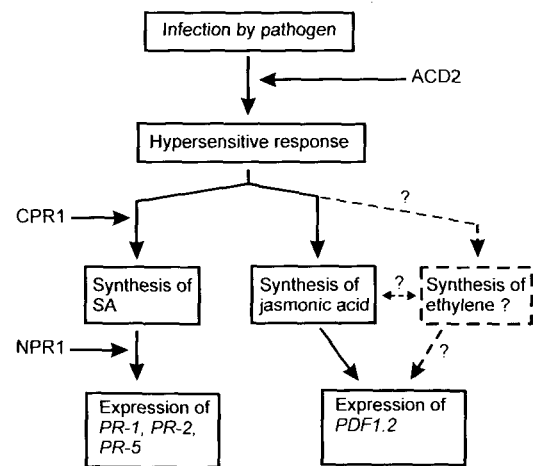 Infection by pathogen
ACD2
Hypersensitive response
?
CPR1
Synthesis of
SA
Synthesis of
jasmonic acid
?
Synthesis of
ethylene ?
NPR1
?
Expression of
PR-1, PR-2,
PR-5
Expression of
PDF1.2